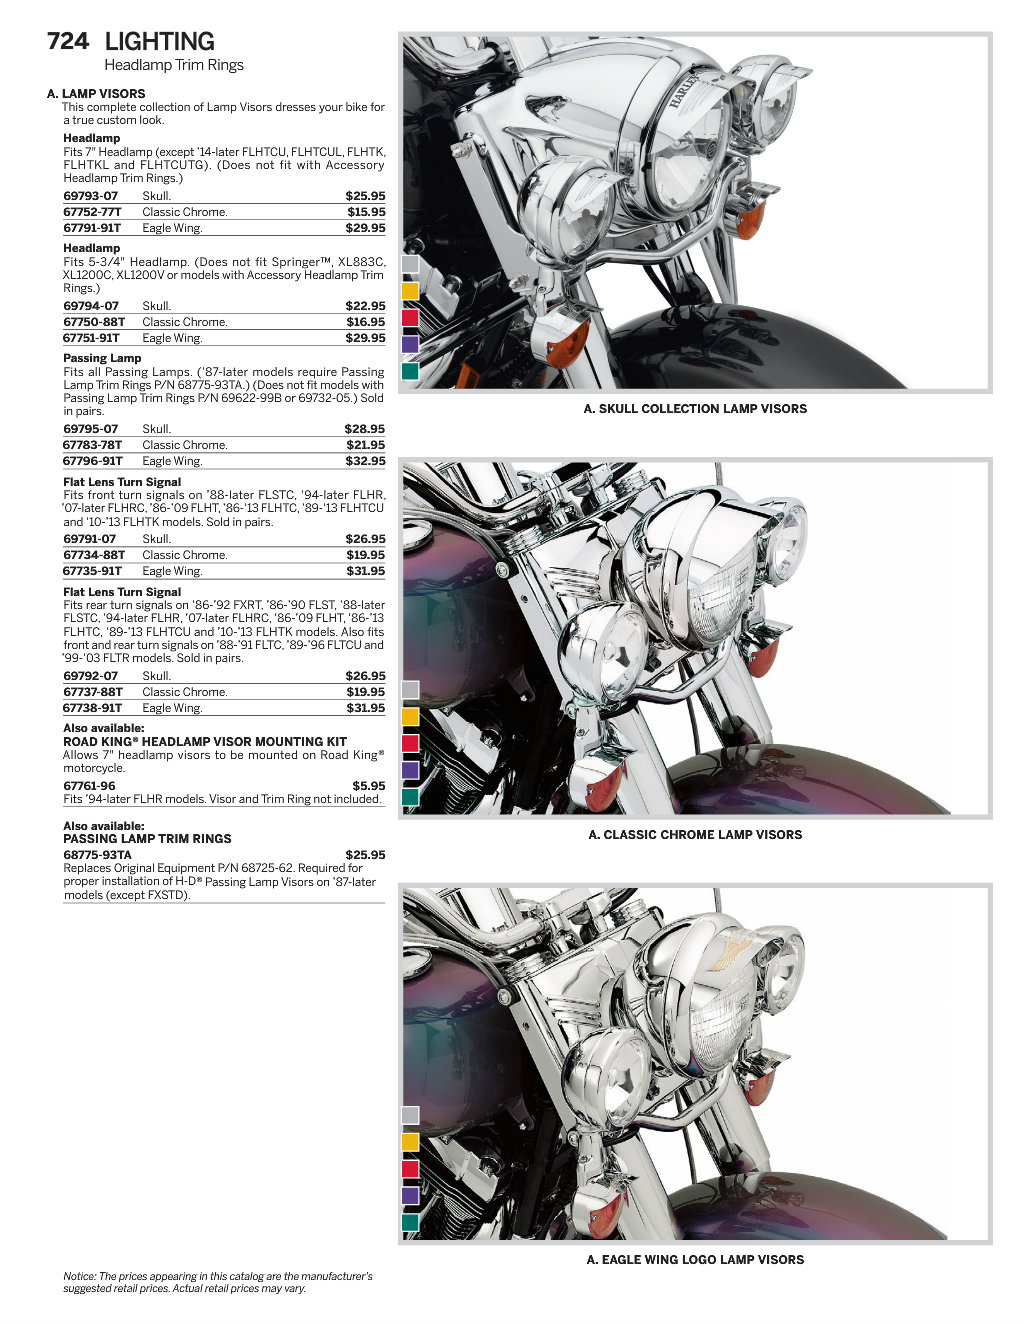 724 LIGHTING
Headlamp Trim Rings
A. LAMP VISORS
This complete collection of Lamp Visors dresses your bike for
a true custom look.
Headlamp
Fits 7" Headlamp (except '14-later FLHTCU, FLHTCUL, FLHTK,
FLHTKL and FLHTCUTG). (Does not fit with Accessory
Headlamp Trim Rings.)
69793-07 Skull. $25.95
67752-77T Classic Chrome. $15.95
67791-91T Eagle Wing. $29.95
Headlamp
Fits 5-3/4" Headlamp. (Does not fit Springer™, XL883C,
XL1200C, XL1200V or models with Accessory Headlamp Trim
Rings.)
69794-07 Skull. $22.95
67750-88T Classic Chrome. $16.95
67751-91T Eagle Wing. $29.95
Passing Lamp
Fits all Passing Lamps. ('87-later models require Passing
Lamp Trim Rings P/N 68775-93TA.) (Does not fit models with
Passing Lamp Trim Rings P/N 69622-99B or 69732-05.) Sold
in pairs.
69795-07 Skull. $28.95
67783-78T Classic Chrome. $21.95
67796-91T Eagle Wing. $32.95
Flat Lens Turn Signal
Fits front turn signals on '88-later FLSTC, '94-later FLHR,
'07-later FLHRC, '86-'09 FLHT, '86-'13 FLHTC, '89-'13 FLHTCU
and '10-'13 FLHTK models. Sold in pairs.
69791-07 Skull. $26.95
67734-88T Classic Chrome. $19.95
67735-91T Eagle Wing. $31.95
Flat Lens Turn Signal
Fits rear turn signals on '86-'92 FXRT, '86-'90 FLST, '88-later
FLSTC, '94-later FLHR, '07-later FLHRC, '86-'09 FLHT, '86-'13
FLHTC, '89-'13 FLHTCU and '10-'13 FLHTK models. Also fits
front and rear turn signals on '88-'91 FLTC, '89-'96 FLTCU and
'99-'03 FLTR models. Sold in pairs.
69792-07 Skull. $26.95
67737-88T Classic Chrome. $19.95
67738-91T Eagle Wing. $31.95
Also available:
ROAD KING® HEADLAMP VISOR MOUNTING KIT
Allows 7" headlamp visors to be mounted on Road King®
motorcycle.
67761-96 $5.95
Fits '94-later FLHR models. Visor and Trim Ring not included.
Also available:
PASSING LAMP TRIM RINGS
68775-93TA $25.95
Replaces Original Equipment P/N 68725-62. Required for
proper installation of H-D® Passing Lamp Visors on '87-later
models (except FXSTD).
Notice: The prices appearing in this catalog are the manufacturer's
suggested retail prices. Actual retail prices may vary.
A. SKULL COLLECTION LAMP VISORS
A. CLASSIC CHROME LAMP VISORS
A. EAGLE WING LOGO LAMP VISORS